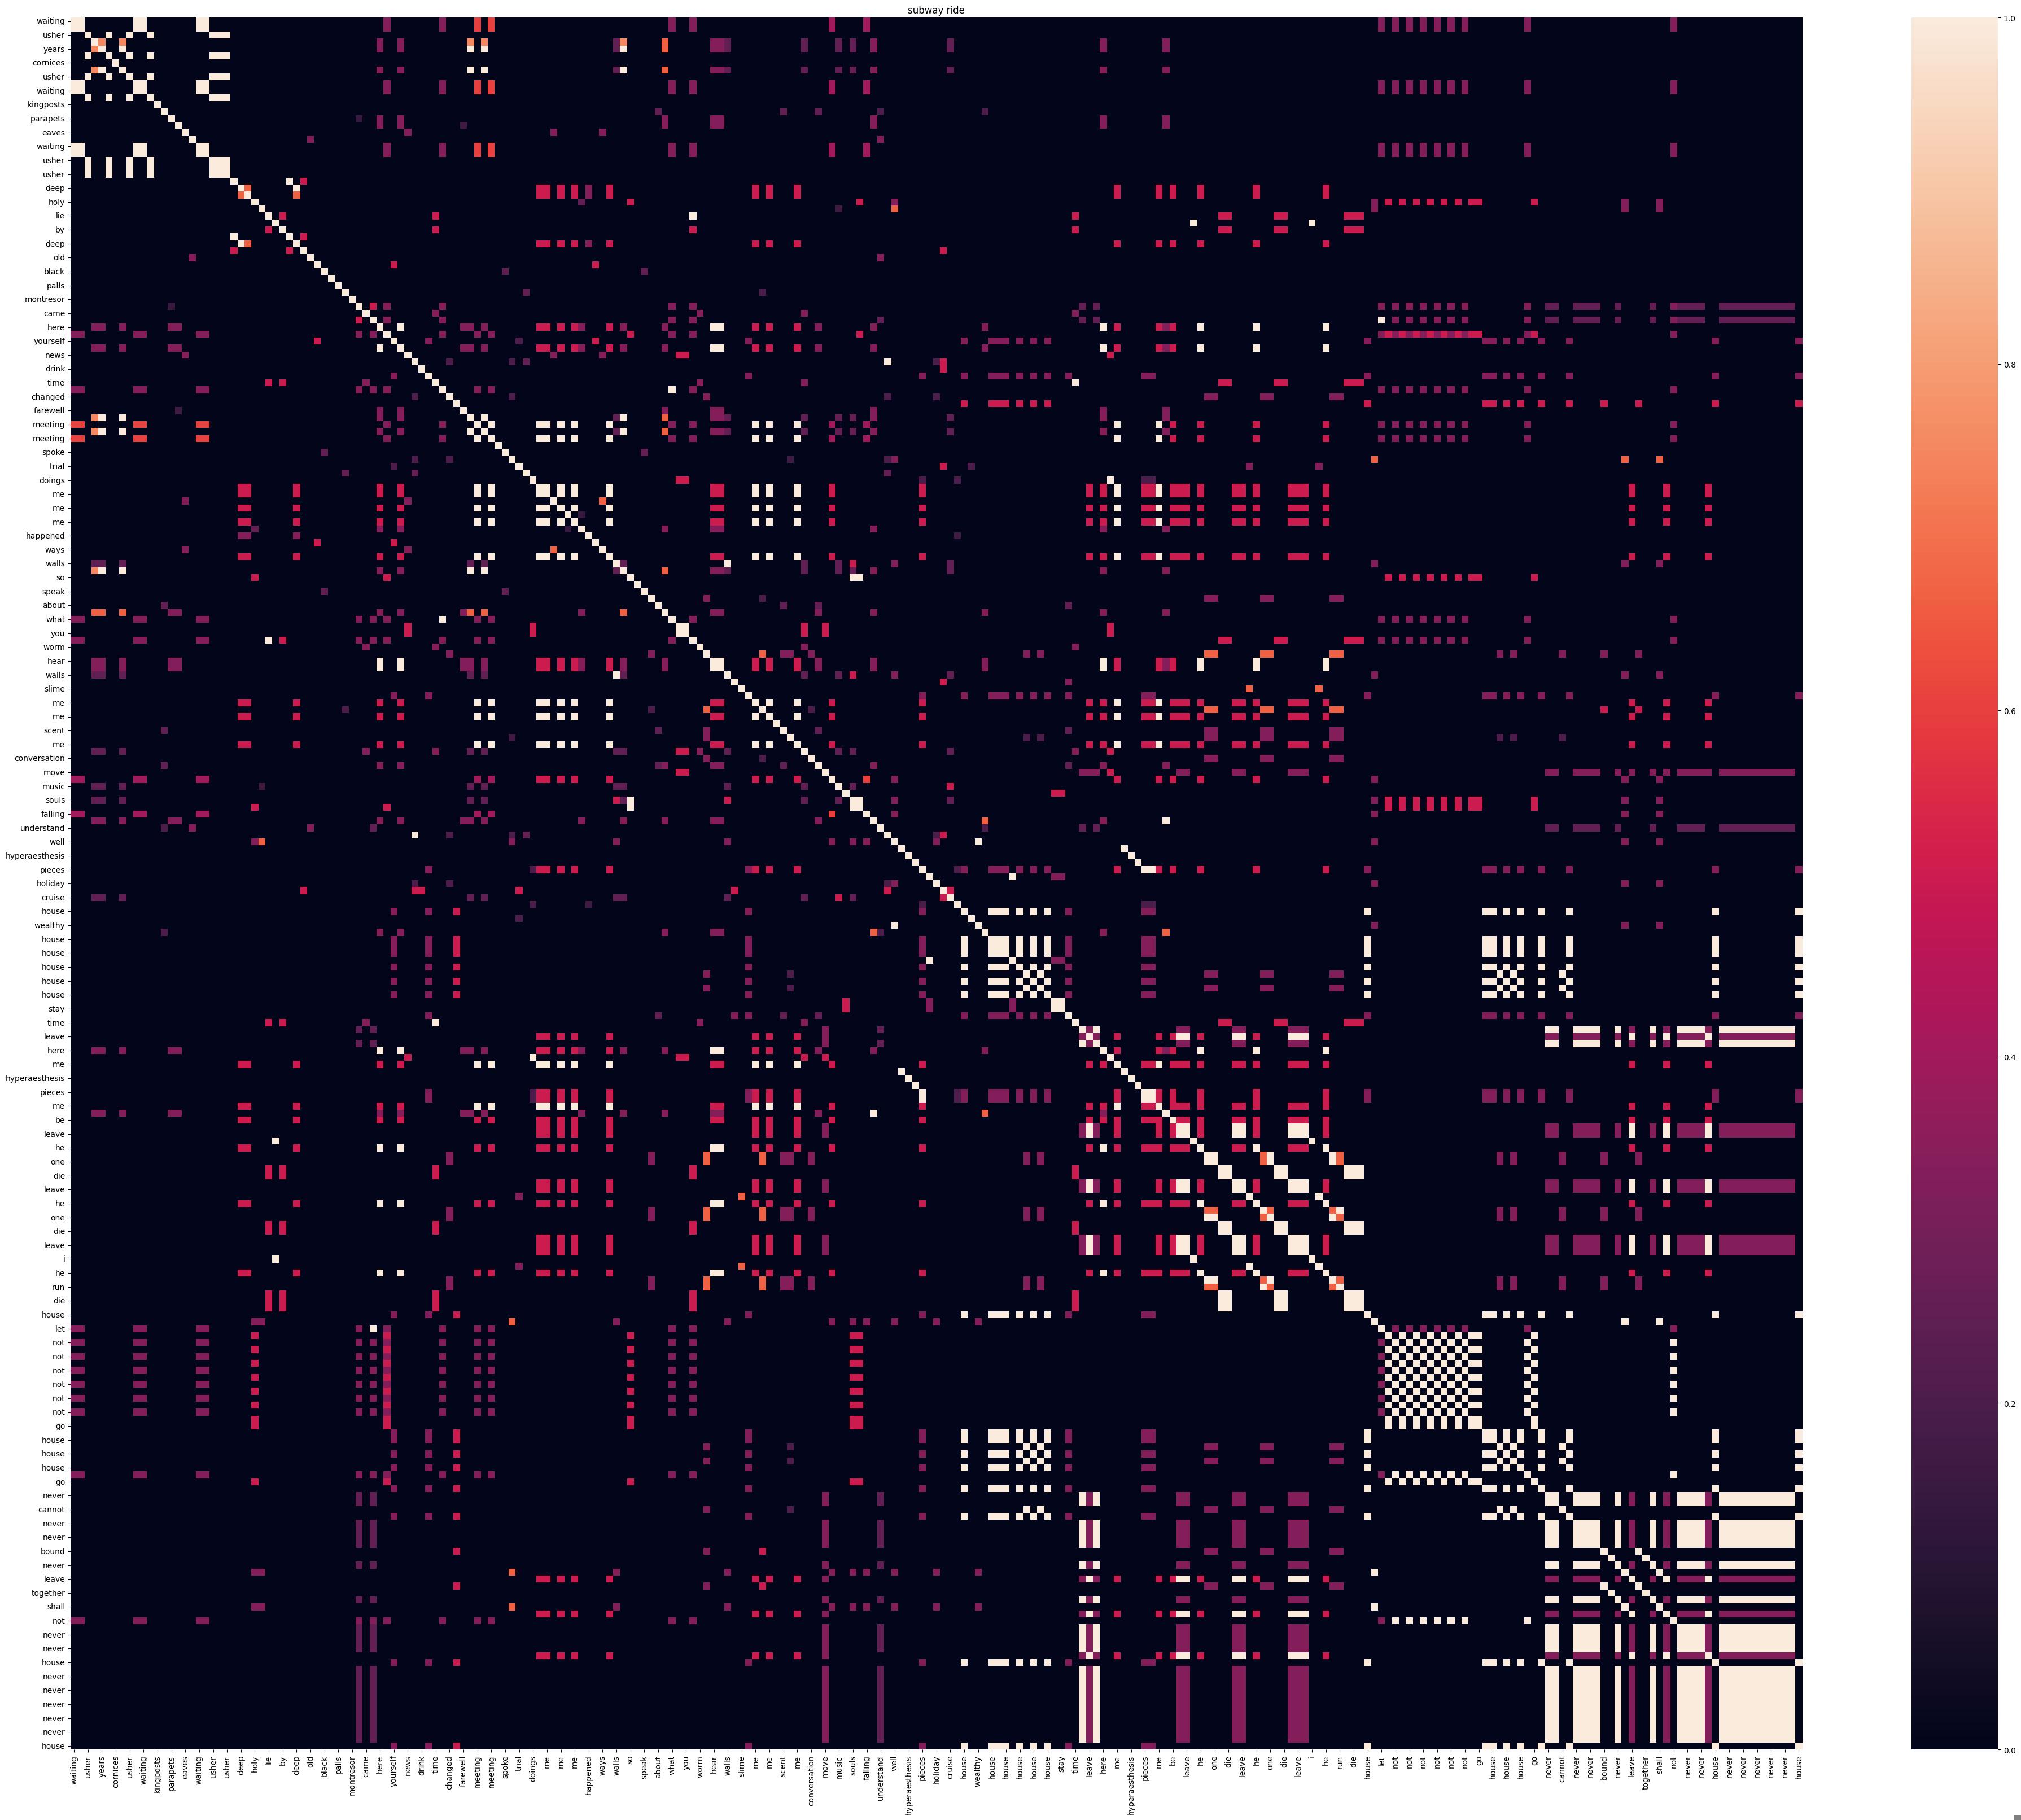 subway ride
waiting
usher
years
cornices
usher
waiting
kingposts
parapets
eaves
waiting
usher
usher
deep
holy
lie
by
deep
old
black
palls
montresor
came
here
yourself
news
drink
time
changed
farewell
meeting
meeting
spoke
trial
doings
me
me
me
happened
ways
walls
so
speak
about
what
you
worm
hear
walls
slime
me
me
scent
me
conversation
move
music
souls
falling
understand
well
hyperaesthesis
pieces
holiday
cruise
house
wealthy
house
house
house
house
house
stay
time
leave
here
me
hyperaesthesis
pieces
me
be
leave
he
one
die
leave
he
one
die
leave
i
he
run
die
house
let
not
not
not
not
not
not
go
house
house
house
go
never
cannot
never
never
bound
never
leave
together
shall
not
never
never
house
never
never
never
never
never
house
waiting
usher
years
cornices
usher
waiting
kingposts
parapets
eaves
waiting
usher
usher
deep
holy
lie
by
deep
old
black
palls
montresor
came
here
yourself
news
drink
time
changed
farewell
meeting
meeting
spoke
trial
doings
me
me
me
happened
ways
walls
so
speak
about
what
you
worm
hear
walls
slime
me
me
scent
me
conversation
move
music
souls
falling
understand
well
hyperaesthesis
pieces
holiday
cruise
house
wealthy
house
house
house
house
house
stay
time
leave
here
me
hyperaesthesis
pieces
me
be
leave
he
one
die
leave
he
one
die
leave
i
he
run
die
house
let
not
not
not
not
not
not
go
house
house
house
go
never
cannot
never
never
bound
never
leave
together
shall
not
never
never
house
never
never
never
never
never
house
1.0
0.8
0.6
0.4
0.2
0.0